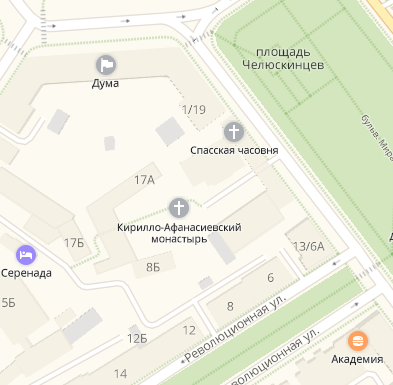 площадь
Челюскинцев
Дума
1/19
бульв. Мира
Спасская часовня
17А
Кирилло-Афанасиевский
монастырь
17Б
13/6А
8Б
Серенада
6
5Б
8
12
12Б
Революционная ул.
14
волюционная ул.
Академия